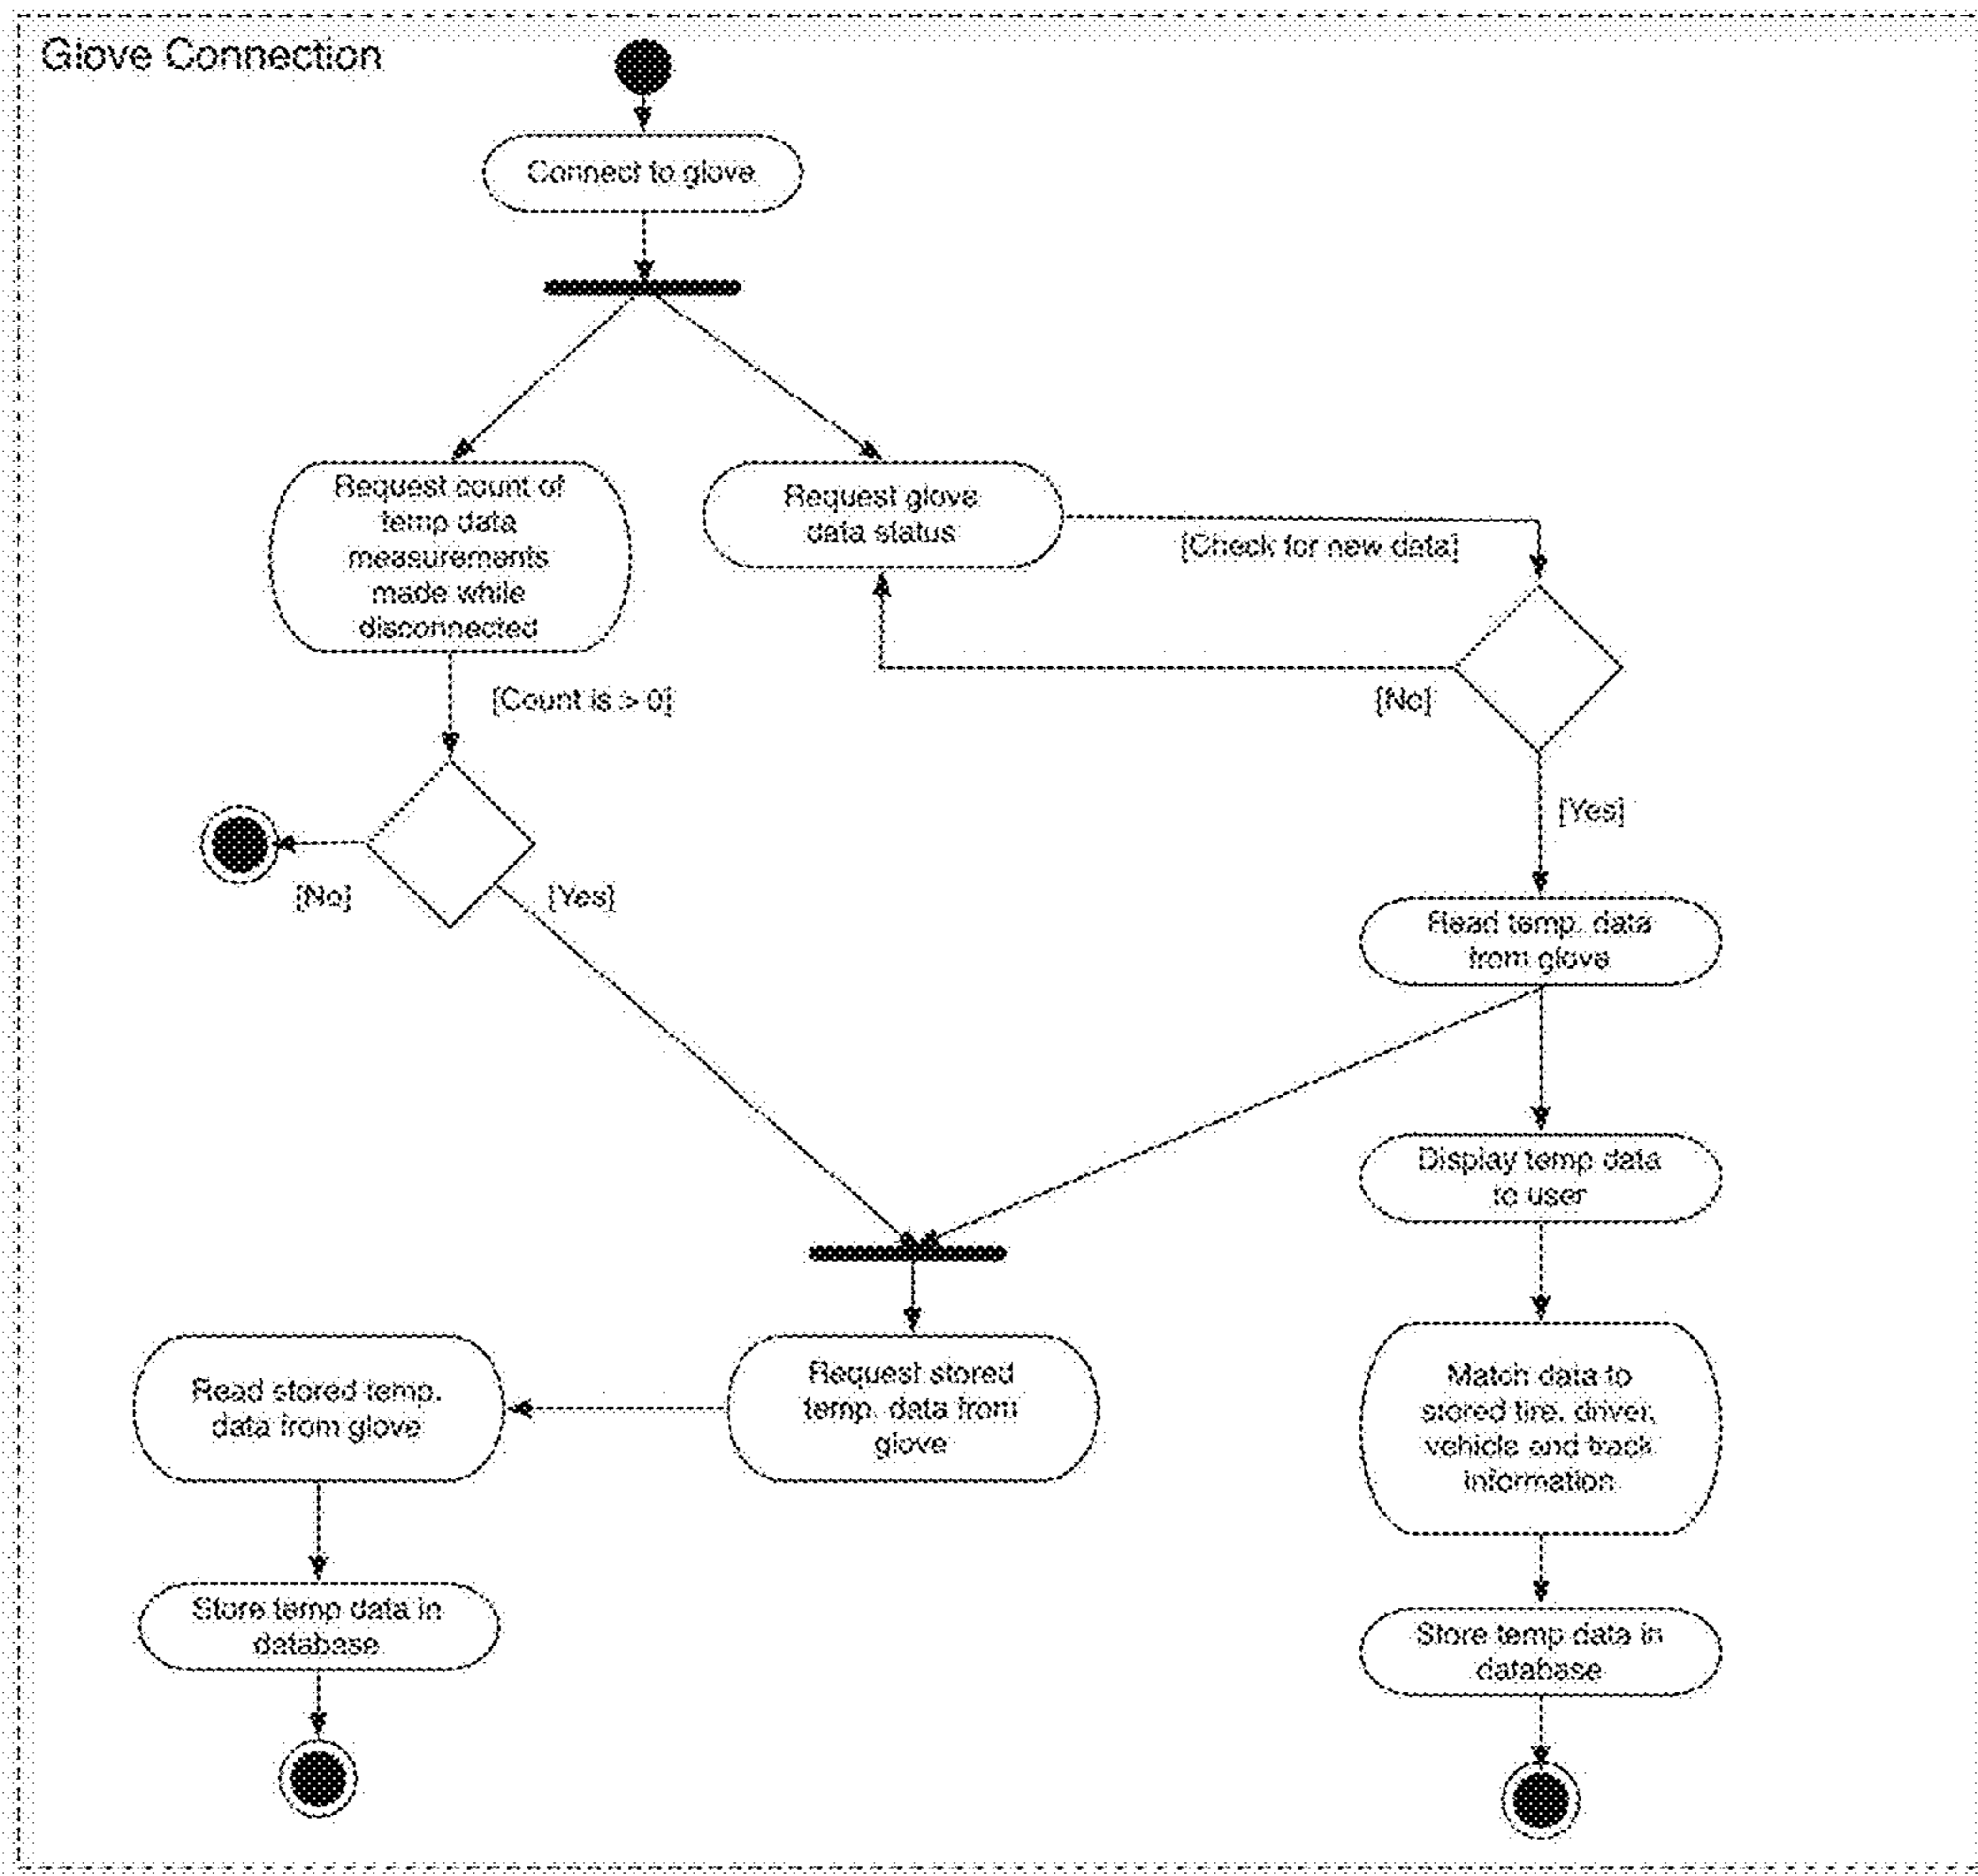 Glove Connection
Connect to glove
Request count of
temp data
measurements
made while
disconnected
Request glove
data status
[Check for new data]
[No]
[Count is > 0]
[Yes]
[No]
[Yes]
Read temp. data
from glove
Display temp data
to user
Request stored
temp. data from
glove
Read stored temp.
data from glove
Match data to
stored tire, driver,
vehicle and track
information
Store temp data in
database
Store temp data in
database